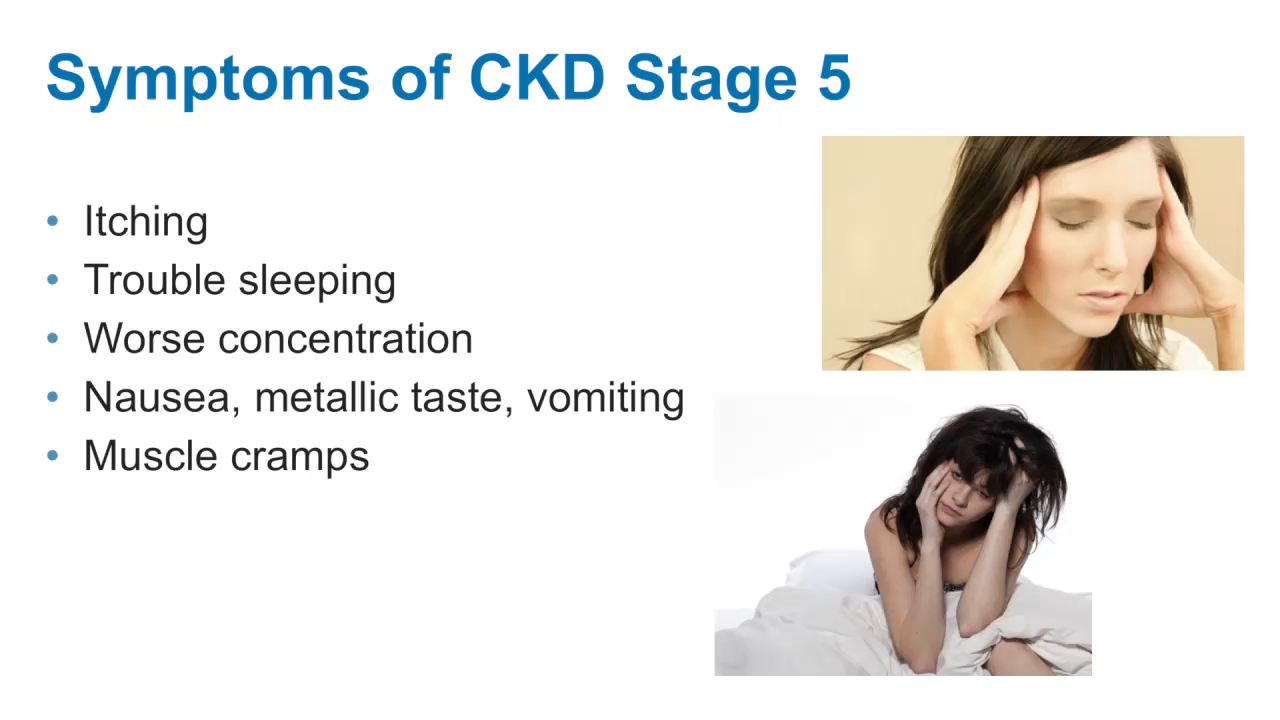 Symptoms of CKD Stage 5
• Itching
• Trouble sleeping
• Worse concentration
• Nausea, metallic taste, vomiting
• Muscle cramps